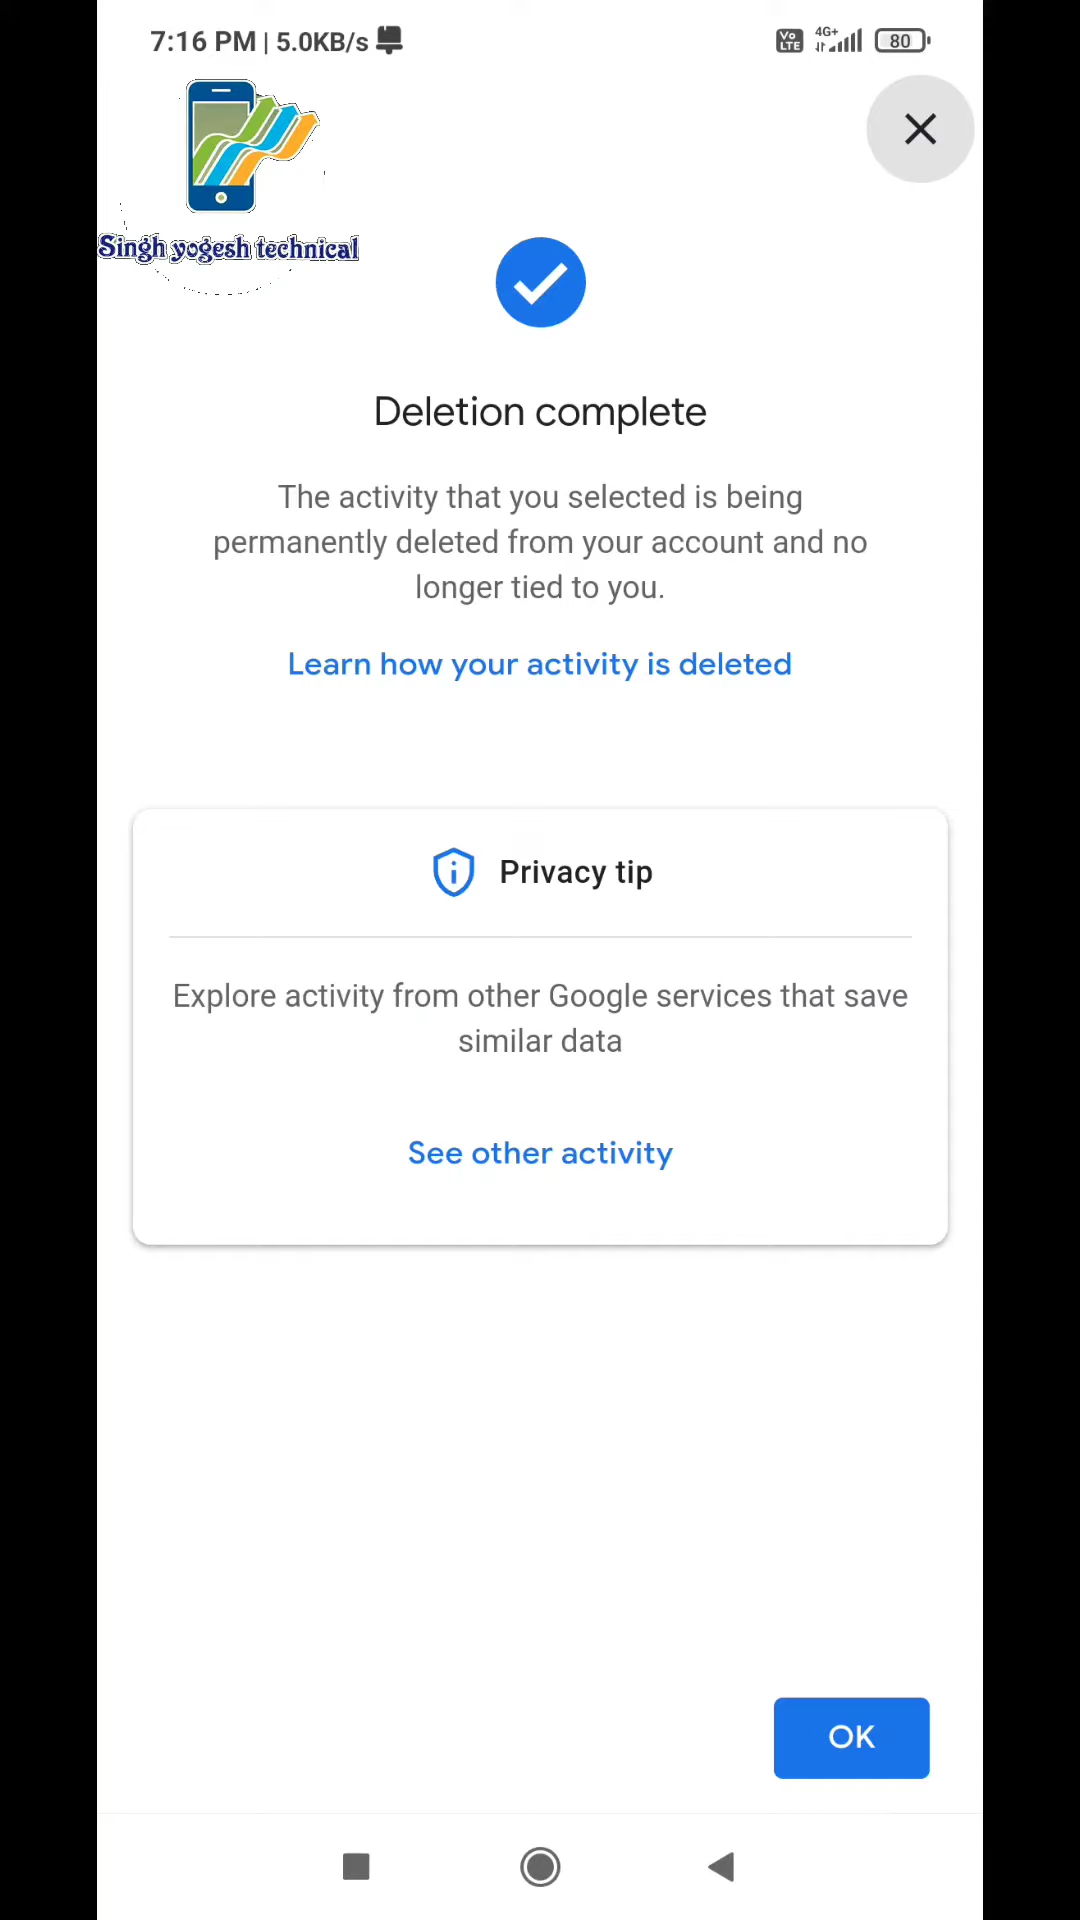 7:16 PM | 5.0KB/s
Vo LTE 4G+ 80
Singh yogesh technical
Deletion complete
The activity that you selected is being
permanently deleted from your account and no
longer tied to you.
Learn how your activity is deleted
Privacy tip
Explore activity from other Google services that save
similar data
See other activity
OK